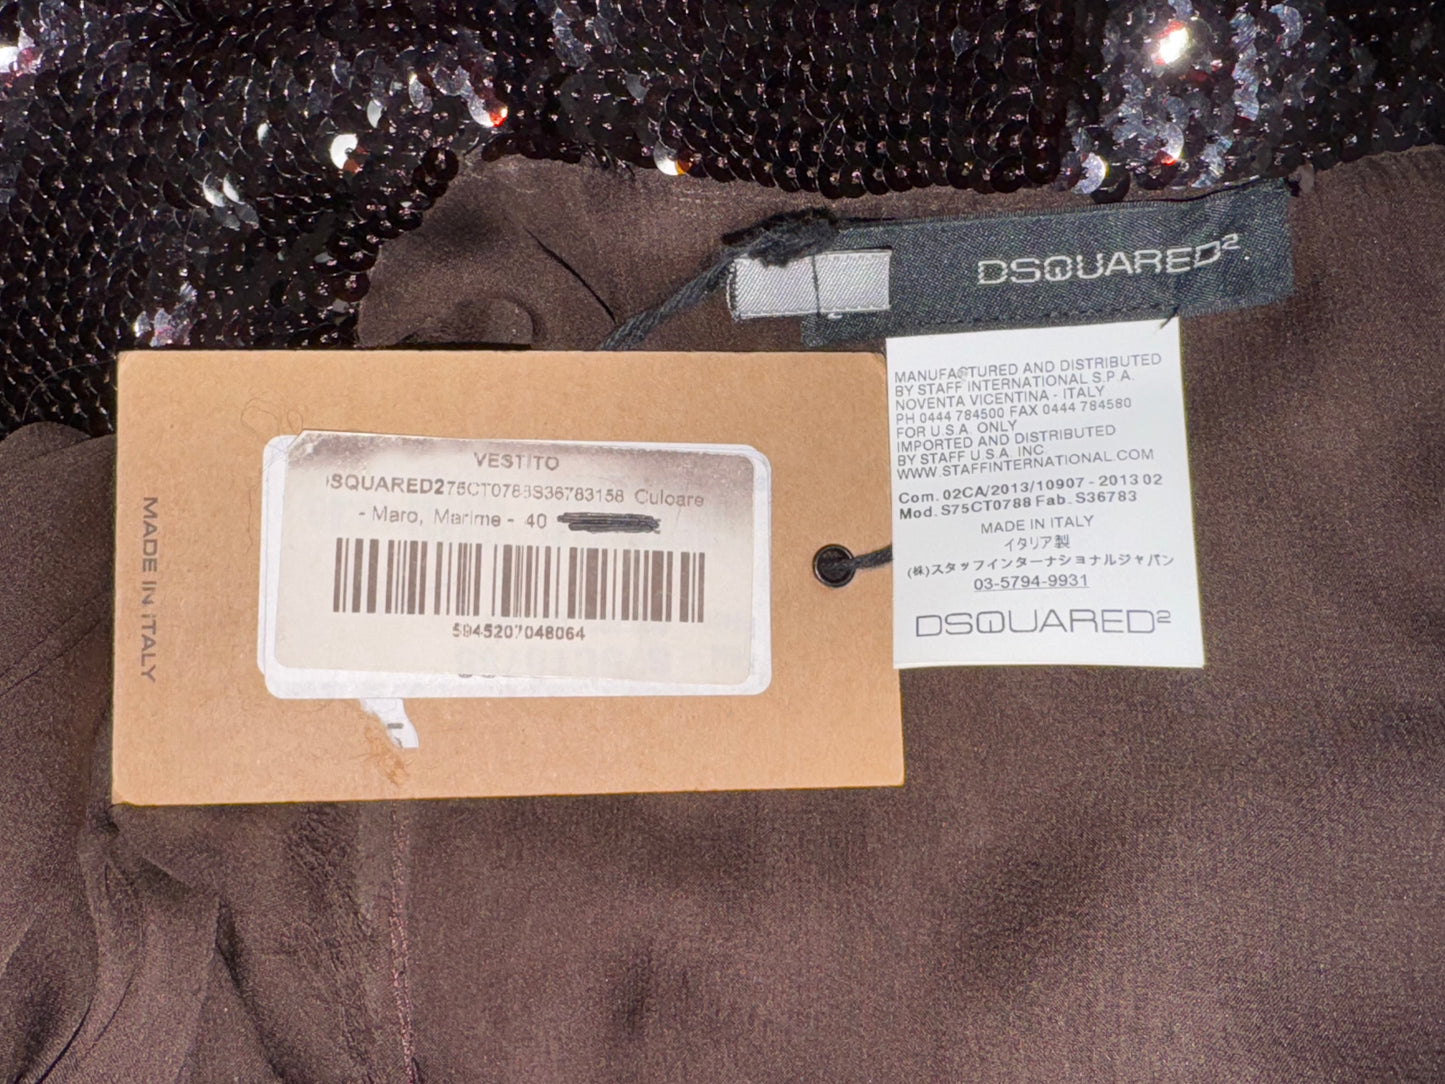 DSQUARED2
MANUFACTURED AND DISTRIBUTED
BY STAFF INTERNATIONAL S.P.A.
NOVENTA VICENTINA - ITALY
PH 0444 784500 FAX 0444 784580
FOR U.S.A. ONLY
IMPORTED AND DISTRIBUTED
BY STAFF U.S.A. INC
WWW.STAFFINTERNATIONAL.COM
Com. 02CA/2013/10907 - 2013 02
Mod. S75CT0788 Fab. S36783
MADE IN ITALY
イタリア製
(株)スタッフインターナショナルジャパン
03-5794-9931
DSQUARED2
MADE IN ITALY
VESTITO
SQUARED275CT0788S36783158 Culoare
- Maro, Marime - 40
5945207048064